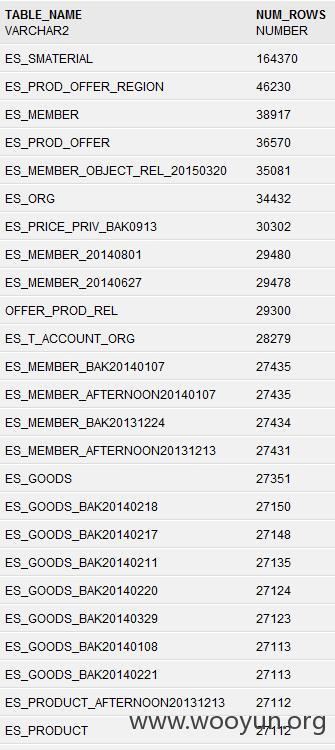 TABLE_NAME NUM_ROWS
VARCHAR2 NUMBER
ES_SMATERIAL 164370
ES_PROD_OFFER_REGION 46230
ES_MEMBER 38917
ES_PROD_OFFER 36570
ES_MEMBER_OBJECT_REL_20150320 35081
ES_ORG 34432
ES_PRICE_PRIV_BAK0913 30302
ES_MEMBER_20140801 29480
ES_MEMBER_20140627 29478
OFFER_PROD_REL 29300
ES_T_ACCOUNT_ORG 28279
ES_MEMBER_BAK20140107 27435
ES_MEMBER_AFTERNOON20140107 27435
ES_MEMBER_BAK20131224 27434
ES_MEMBER_AFTERNOON20131213 27431
ES_GOODS 27351
ES_GOODS_BAK20140218 27150
ES_GOODS_BAK20140217 27148
ES_GOODS_BAK20140211 27135
ES_GOODS_BAK20140220 27124
ES_GOODS_BAK20140329 27123
ES_GOODS_BAK20140108 27113
ES_GOODS_BAK20140221 27113
ES_PRODUCT_AFTERNOON20131213 27112
ES_PRODUCT 27112
www.wooyun.org